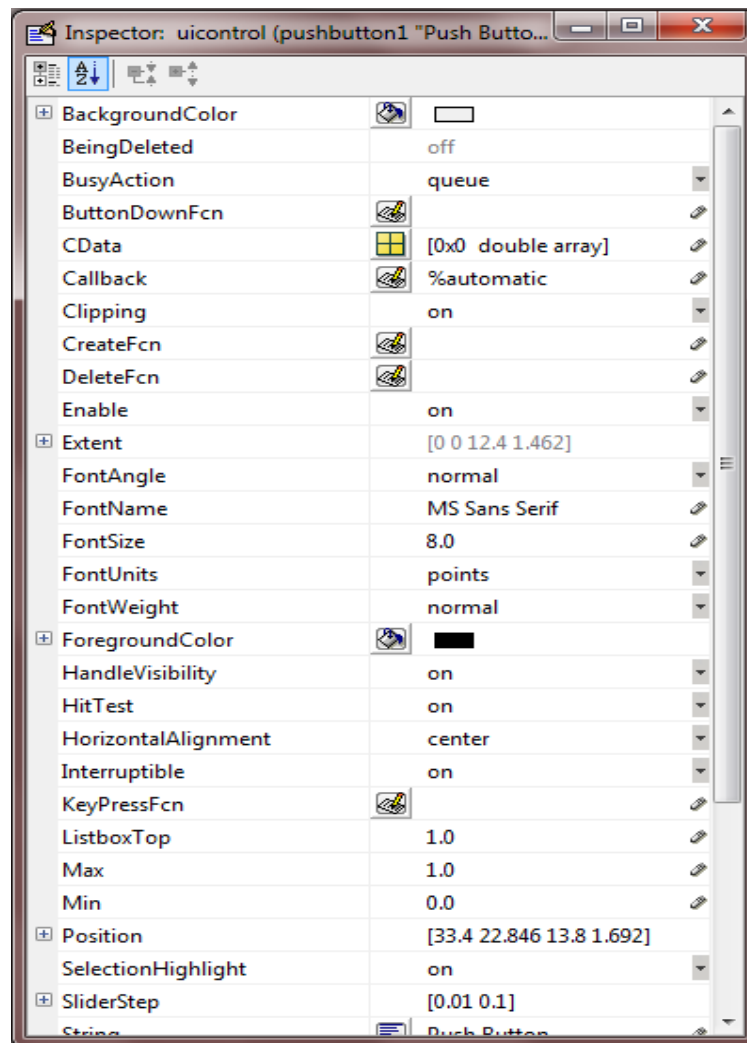 Inspector: uicontrol (pushbutton1 "Push Butto...
BackgroundColor
BeingDeleted off
BusyAction queue
ButtonDownFcn
CData [0x0 double array]
Callback %automatic
Clipping on
CreateFcn
DeleteFcn
Enable on
Extent [0 0 12.4 1.462]
FontAngle normal
FontName MS Sans Serif
FontSize 8.0
FontUnits points
FontWeight normal
ForegroundColor
HandleVisibility on
HitTest on
HorizontalAlignment center
Interruptible on
KeyPressFcn
ListboxTop 1.0
Max 1.0
Min 0.0
Position [33.4 22.846 13.8 1.692]
SelectionHighlight on
SliderStep [0.01 0.1]
String Push Button